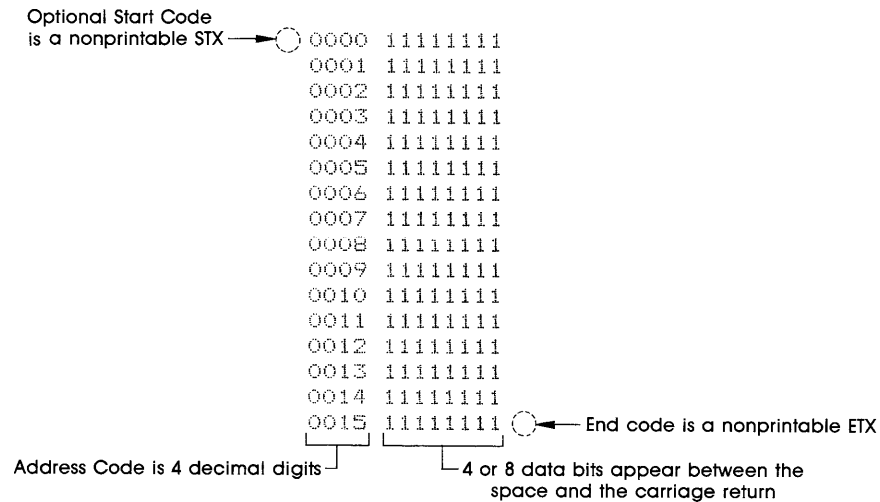 Optional Start Code
is a nonprintable STX
0000 11111111
0001 11111111
0002 11111111
0003 11111111
0004 11111111
0005 11111111
0006 11111111
0007 11111111
0008 11111111
0009 11111111
0010 11111111
0011 11111111
0012 11111111
0013 11111111
0014 11111111
0015 11111111
End code is a nonprintable ETX
Address Code is 4 decimal digits
4 or 8 data bits appear between the
space and the carriage return